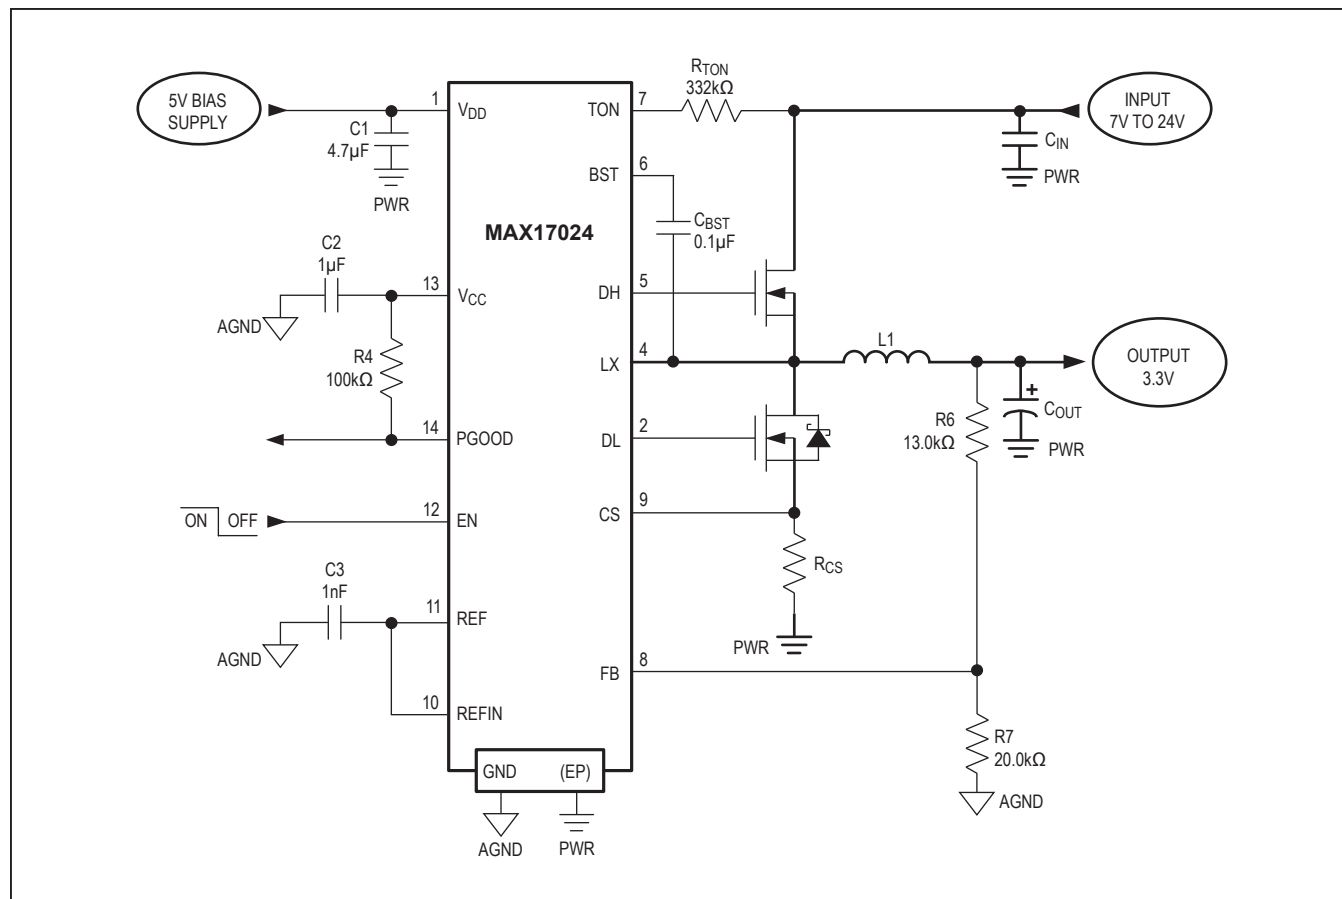 5V BIAS
SUPPLY
C1
4.7µF
PWR
1
VDD
MAX17024
C2
1µF
AGND
13
VCC
R4
100kΩ
14
PGOOD
ON
OFF
12
EN
C3
1nF
AGND
11
REF
10
REFIN
GND
(EP)
AGND
PWR
TON
7
RTON
332kΩ
INPUT
7V TO 24V
CIN
PWR
BST
6
CBST
0.1µF
DH
5
LX
4
L1
OUTPUT
3.3V
COUT
+
PWR
R6
13.0kΩ
DL
2
CS
9
RCS
PWR
FB
8
R7
20.0kΩ
AGND